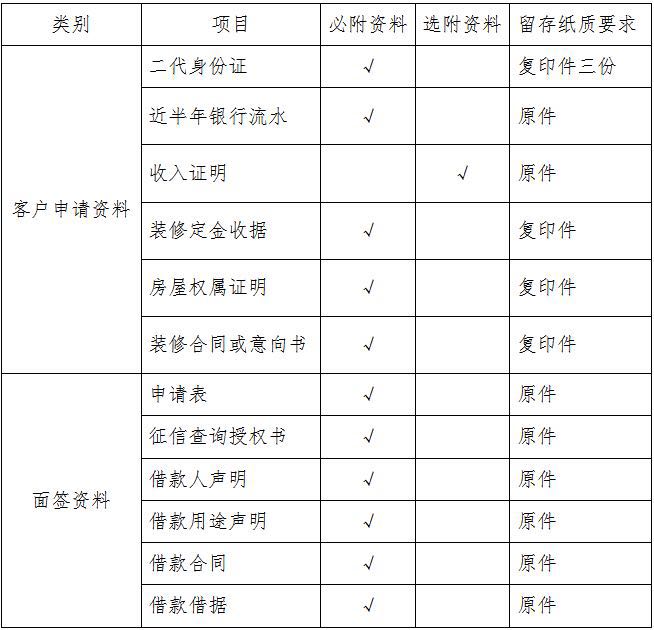 类别 项目 必附资料 选附资料 留存纸质要求
客户申请资料
二代身份证 √ 复印件三份
近半年银行流水 √ 原件
收入证明 √ 原件
装修定金收据 √ 复印件
房屋权属证明 √ 复印件
装修合同或意向书 √ 复印件
面签资料
申请表 √ 原件
征信查询授权书 √ 原件
借款人声明 √ 原件
借款用途声明 √ 原件
借款合同 √ 原件
借款借据 √ 原件